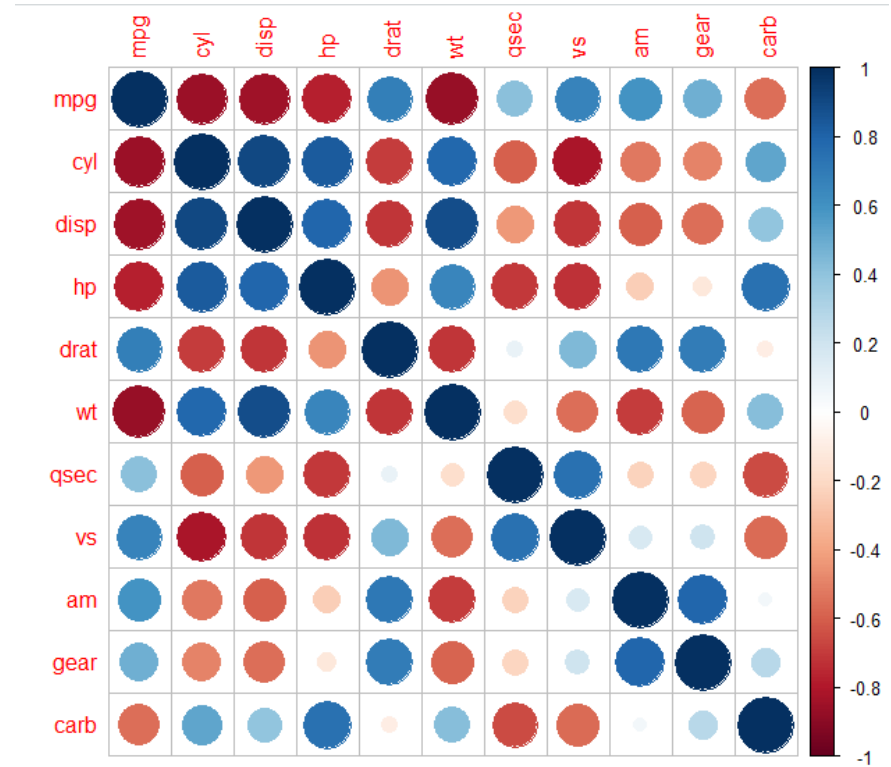 mpg cyl disp hp drat wt qsec vs am gear carb
mpg
cyl
disp
hp
drat
wt
qsec
vs
am
gear
carb
1
0.8
0.6
0.4
0.2
0
-0.2
-0.4
-0.6
-0.8
-1